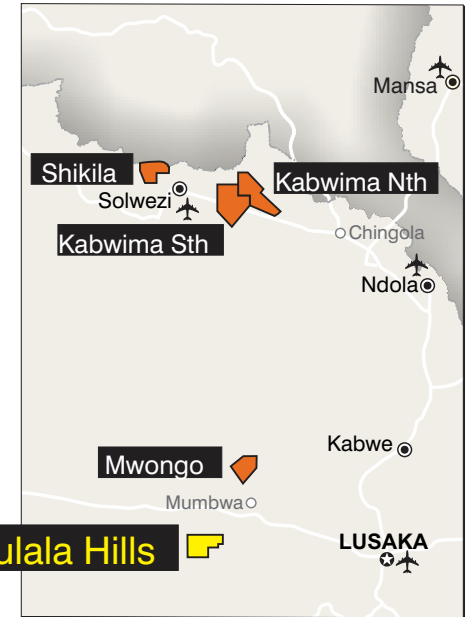 Mansa
Shikila
Kabwima Nth
Solwezi
Kabwima Sth
Chingola
Ndola
Kabwe
Mwongo
Mumbwa
ulala Hills
LUSAKA